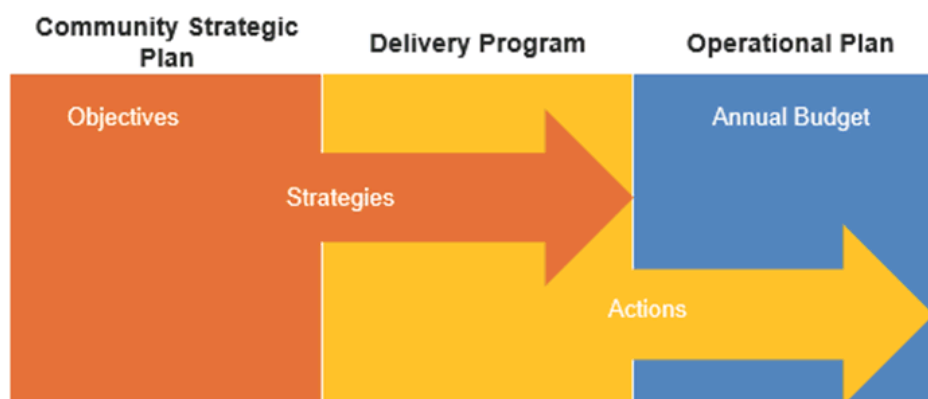 Community Strategic
Plan
Delivery Program
Operational Plan
Objectives
Annual Budget
Strategies
Actions